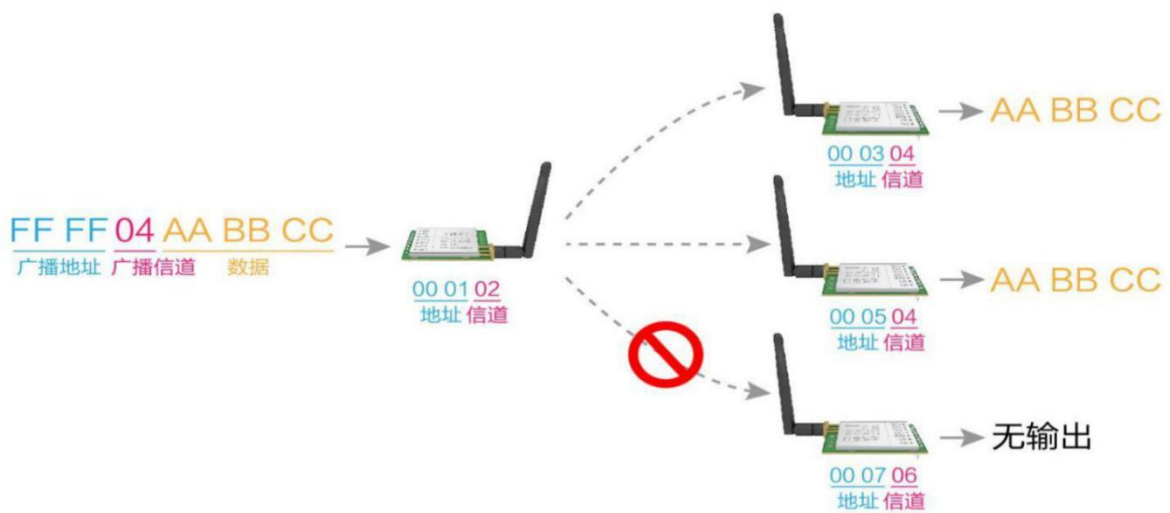 FF FF 04 AA BB CC
广播地址 广播信道 数据
00 01 02
地址 信道
AA BB CC
00 03 04
地址 信道
AA BB CC
00 05 04
地址 信道
无输出
00 07 06
地址 信道